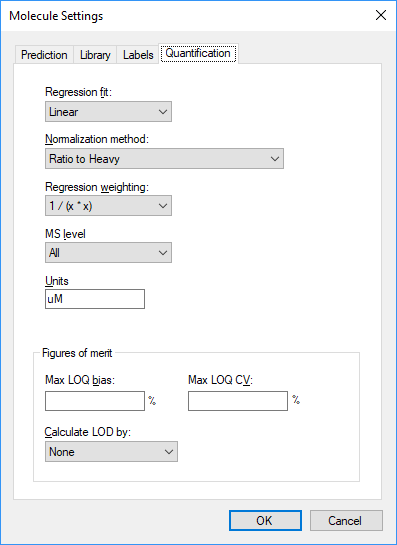 Molecule Settings
Prediction Library Labels Quantification
Regression fit:
Linear
Normalization method:
Ratio to Heavy
Regression weighting:
1 / (x * x)
MS level
All
Units
uM
Figures of merit
Max LOQ bias: Max LOQ CV:
% %
Calculate LOD by:
None
OK Cancel